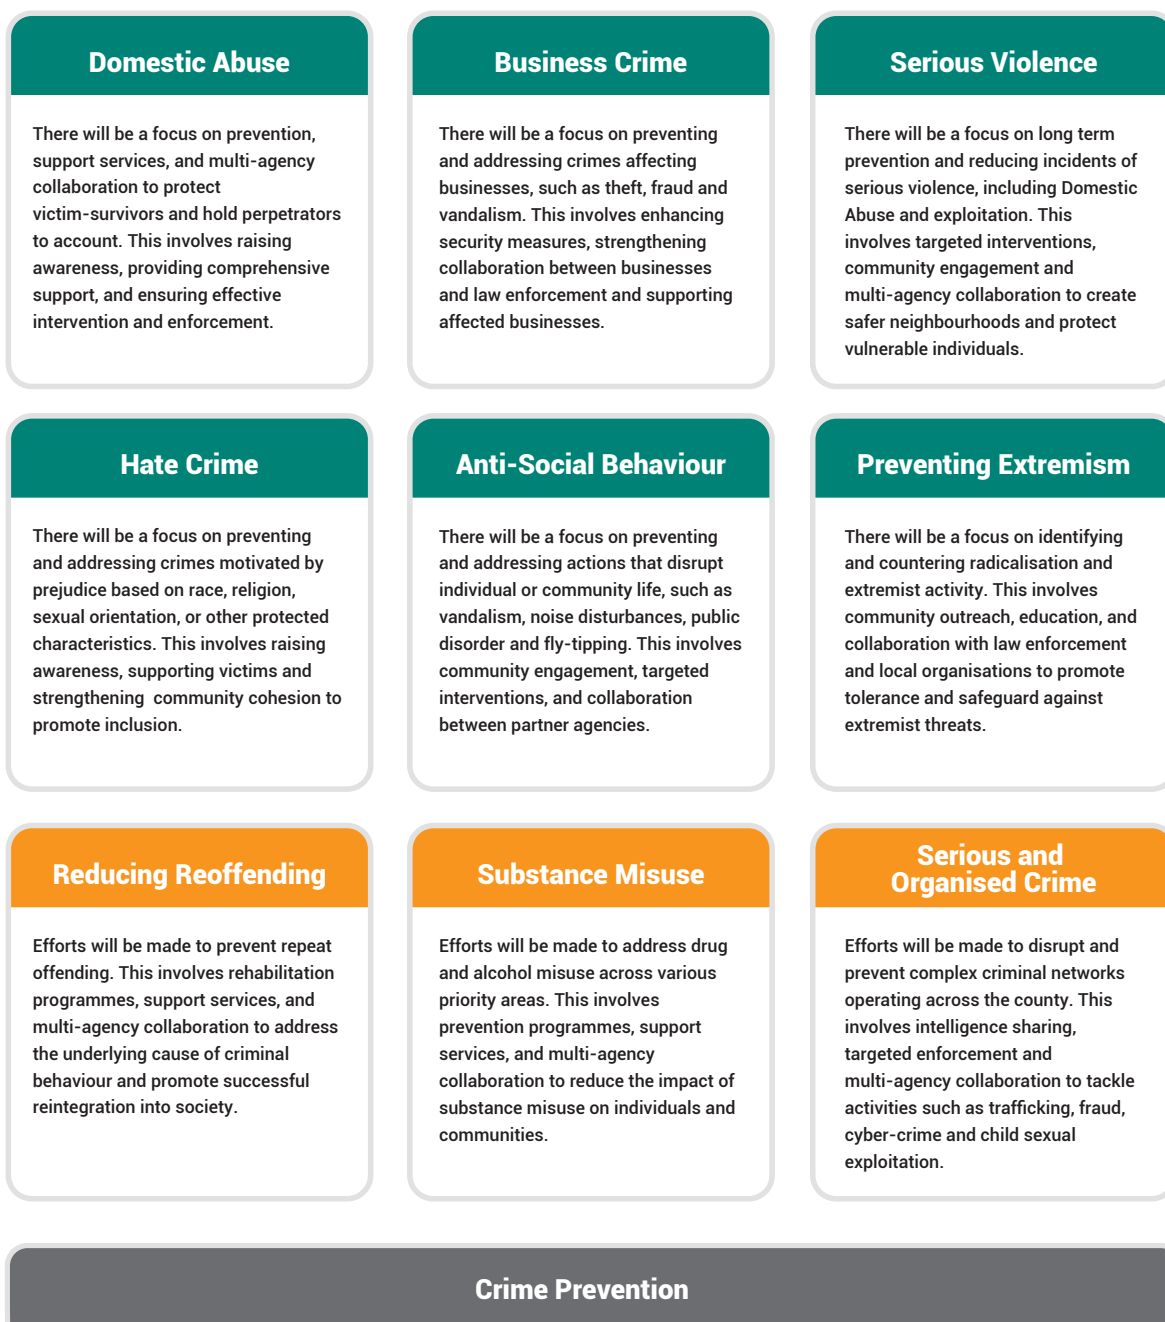 Domestic Abuse
There will be a focus on prevention,
support services, and multi-agency
collaboration to protect
victim-survivors and hold perpetrators
to account. This involves raising
awareness, providing comprehensive
support, and ensuring effective
intervention and enforcement.
Business Crime
There will be a focus on preventing
and addressing crimes affecting
businesses, such as theft, fraud and
vandalism. This involves enhancing
security measures, strengthening
collaboration between businesses
and law enforcement and supporting
affected businesses.
Serious Violence
There will be a focus on long term
prevention and reducing incidents of
serious violence, including Domestic
Abuse and exploitation. This
involves targeted interventions,
community engagement and
multi-agency collaboration to create
safer neighbourhoods and protect
vulnerable individuals.
Hate Crime
There will be a focus on preventing
and addressing crimes motivated by
prejudice based on race, religion,
sexual orientation, or other protected
characteristics. This involves raising
awareness, supporting victims and
strengthening  community cohesion to
promote inclusion.
Anti-Social Behaviour
There will be a focus on preventing
and addressing actions that disrupt
individual or community life, such as
vandalism, noise disturbances, public
disorder and fly-tipping. This involves
community engagement, targeted
interventions, and collaboration
between partner agencies.
Preventing Extremism
There will be a focus on identifying
and countering radicalisation and
extremist activity. This involves
community outreach, education, and
collaboration with law enforcement
and local organisations to promote
tolerance and safeguard against
extremist threats.
Reducing Reoffending
Efforts will be made to prevent repeat
offending. This involves rehabilitation
programmes, support services, and
multi-agency collaboration to address
the underlying cause of criminal
behaviour and promote successful
reintegration into society.
Substance Misuse
Efforts will be made to address drug
and alcohol misuse across various
priority areas. This involves
prevention programmes, support
services, and multi-agency
collaboration to reduce the impact of
substance misuse on individuals and
communities.
Serious and
Organised Crime
Efforts will be made to disrupt and
prevent complex criminal networks
operating across the county. This
involves intelligence sharing,
targeted enforcement and
multi-agency collaboration to tackle
activities such as trafficking, fraud,
cyber-crime and child sexual
exploitation.
Crime Prevention